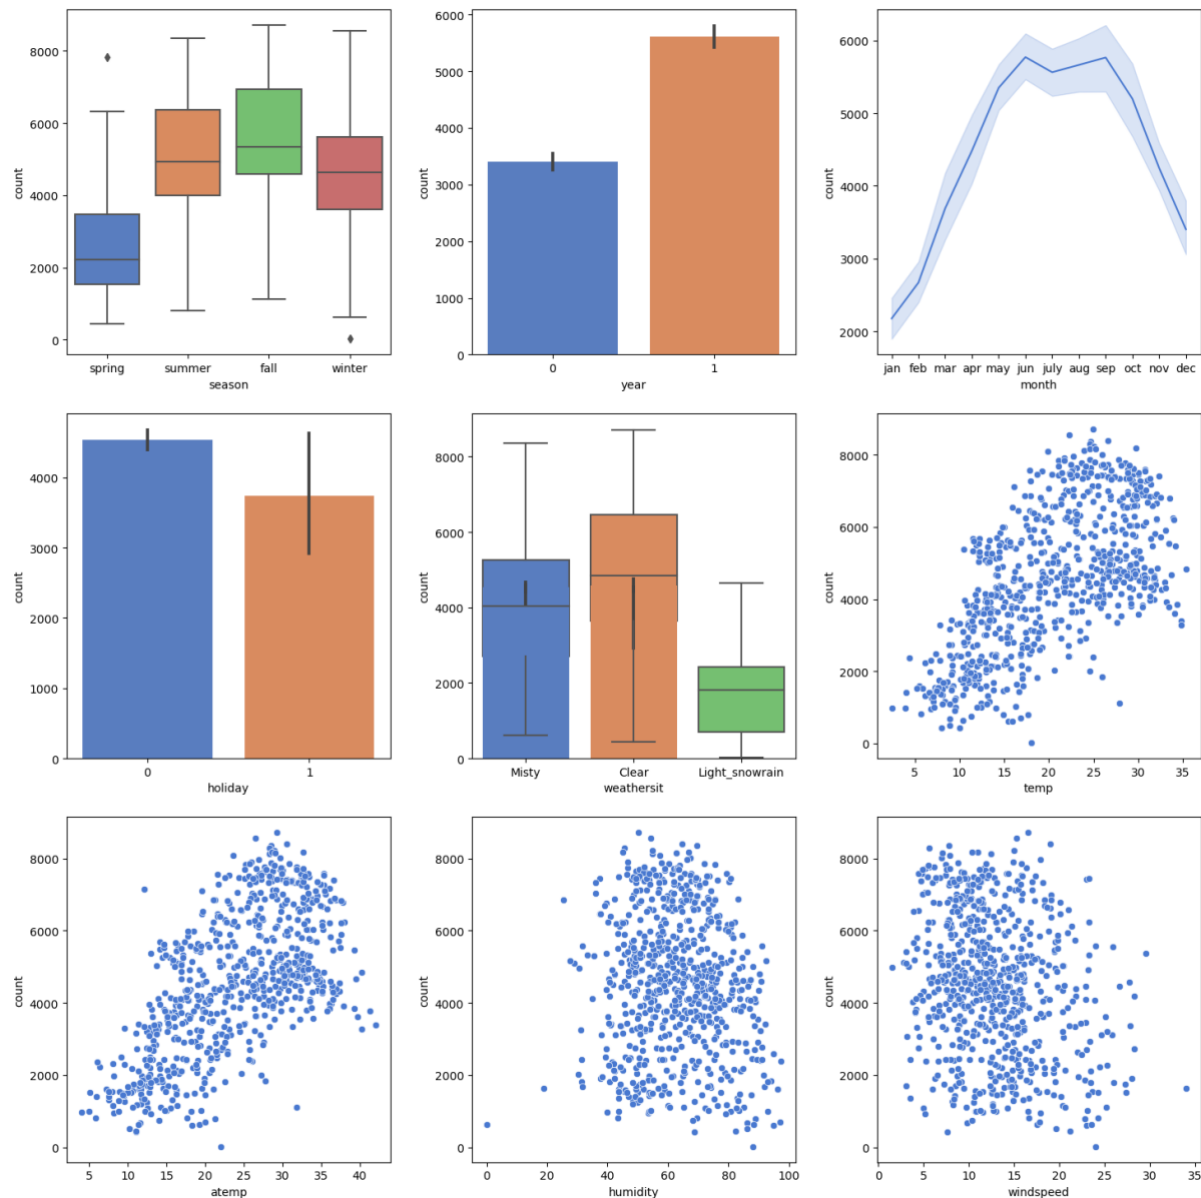 8000
6000
4000
2000
0
count
spring summer fall winter
season
6000
5000
4000
3000
2000
1000
0
count
0 1
year
6000
5000
4000
3000
2000
count
jan feb mar apr may jun july aug sep oct nov dec
month
4000
3000
2000
1000
0
count
0 1
holiday
8000
6000
4000
2000
0
count
Misty Clear Light_snowrain
weathersit
8000
6000
4000
2000
0
count
5 10 15 20 25 30 35
temp
8000
6000
4000
2000
0
count
5 10 15 20 25 30 35 40
atemp
8000
6000
4000
2000
0
count
0 20 40 60 80 100
humidity
8000
6000
4000
2000
0
count
0 5 10 15 20 25 30 35
windspeed